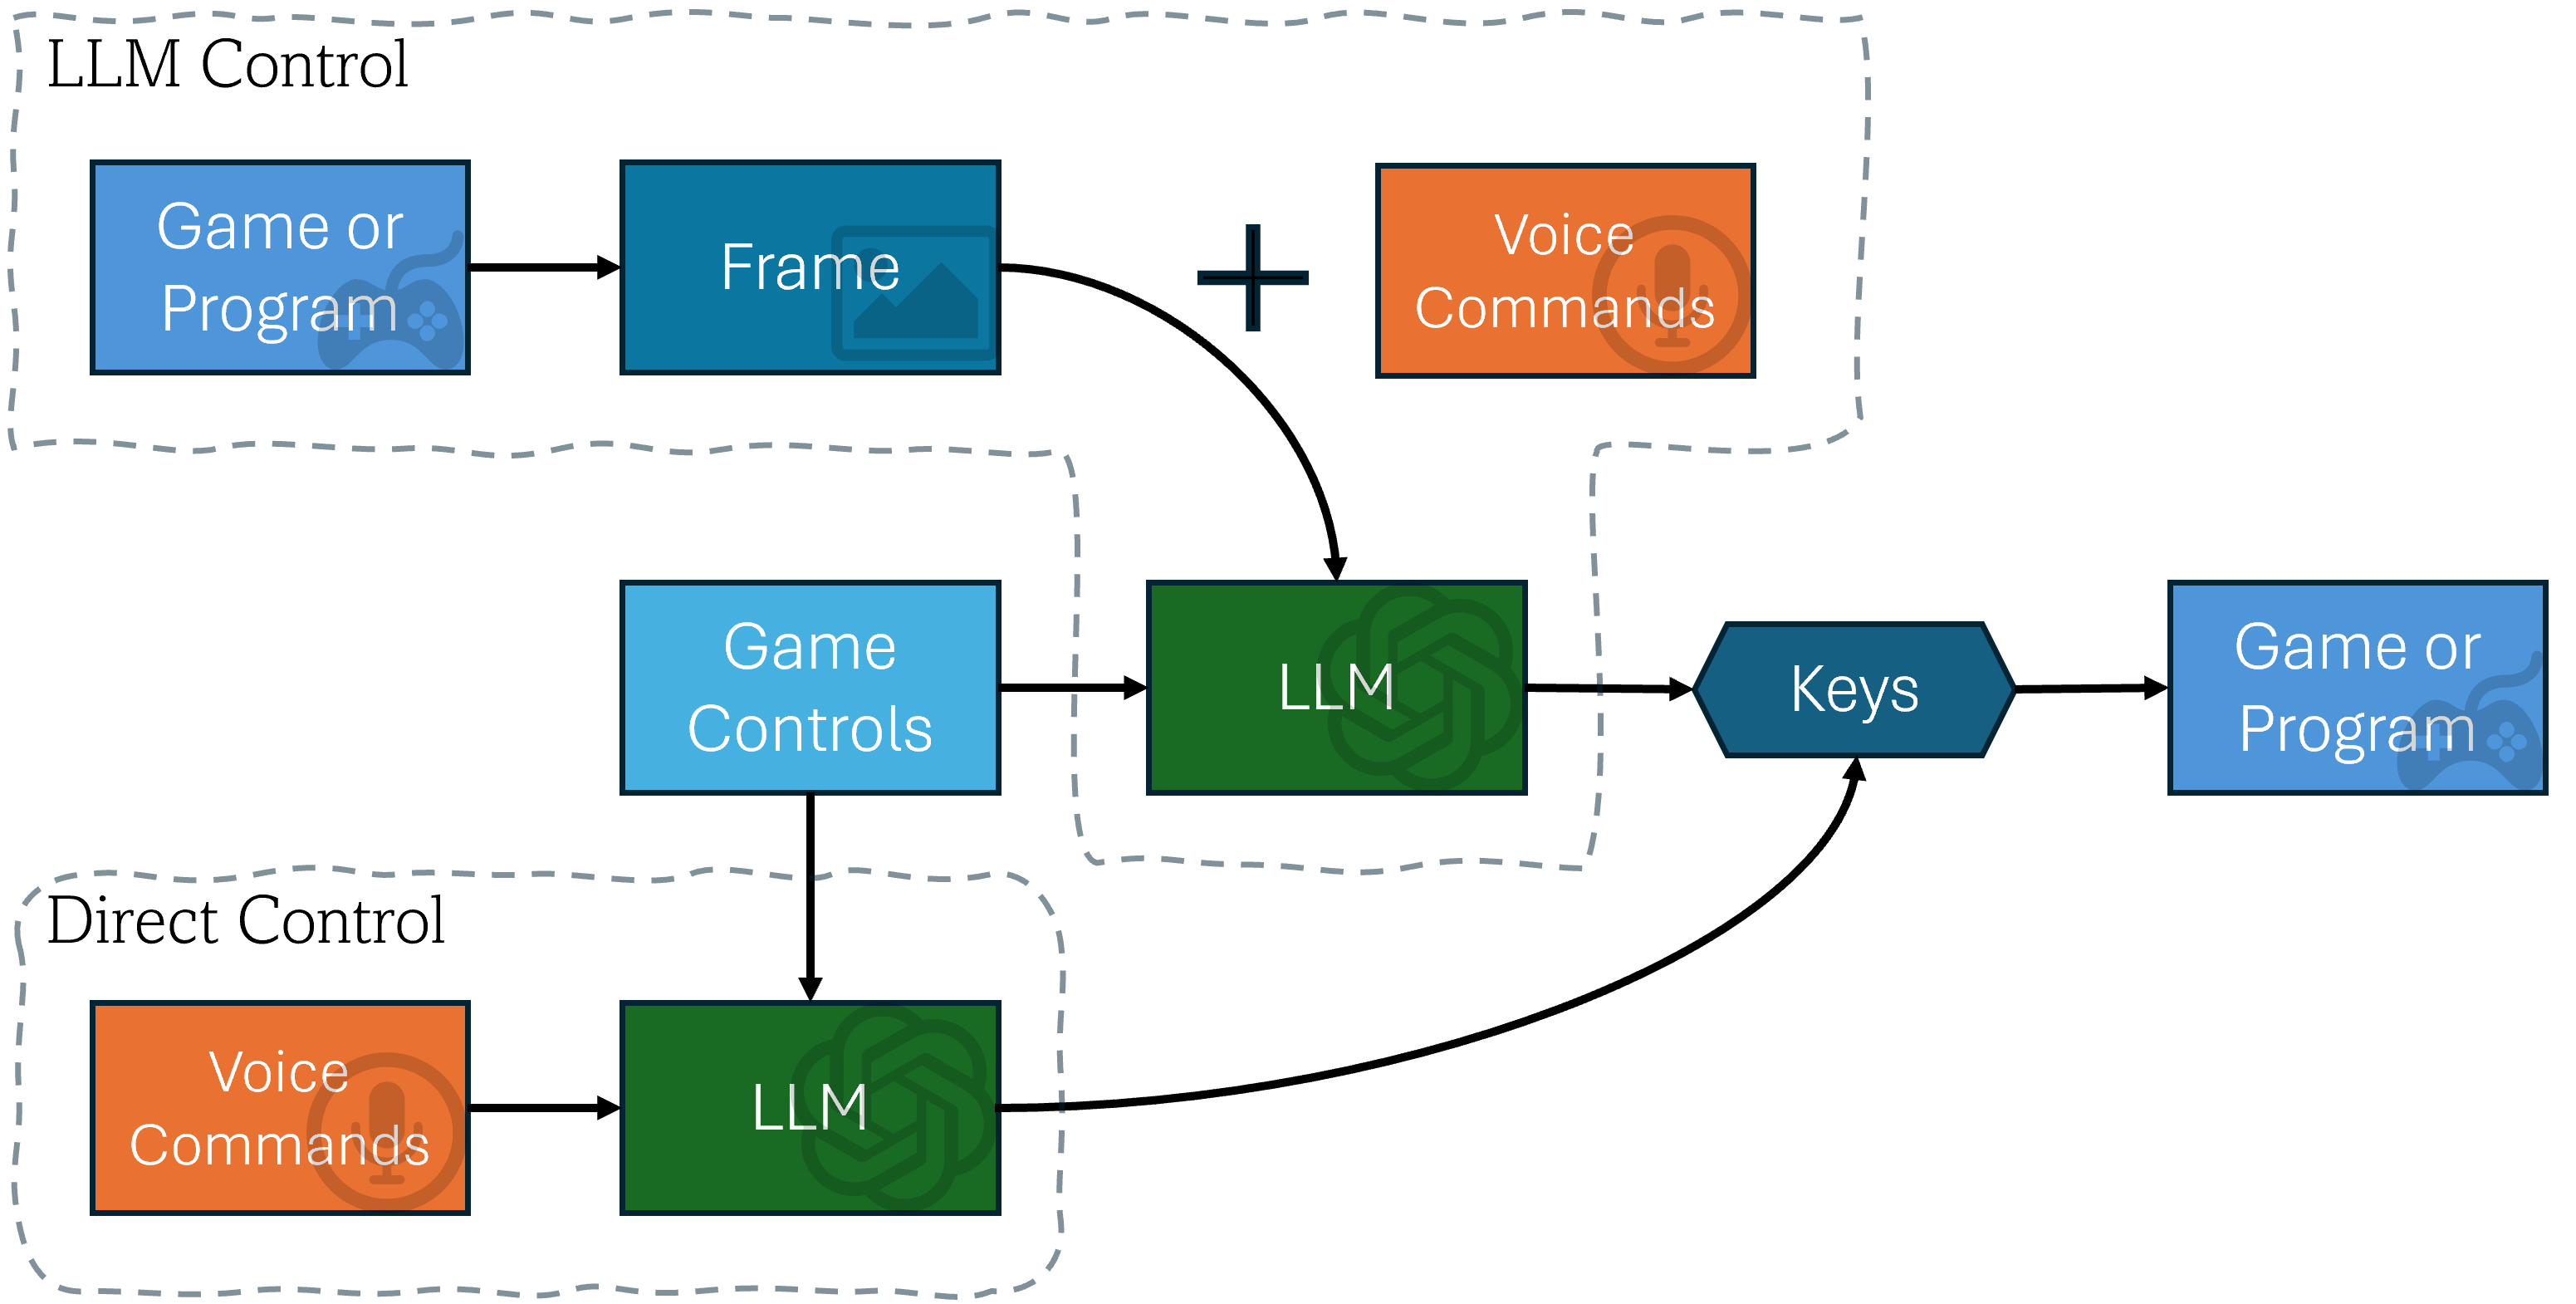 LLM Control
Game or
Program
Frame
Voice
Commands
Game
Controls
LLM
Keys
Game or
Program
Direct Control
Voice
Commands
LLM